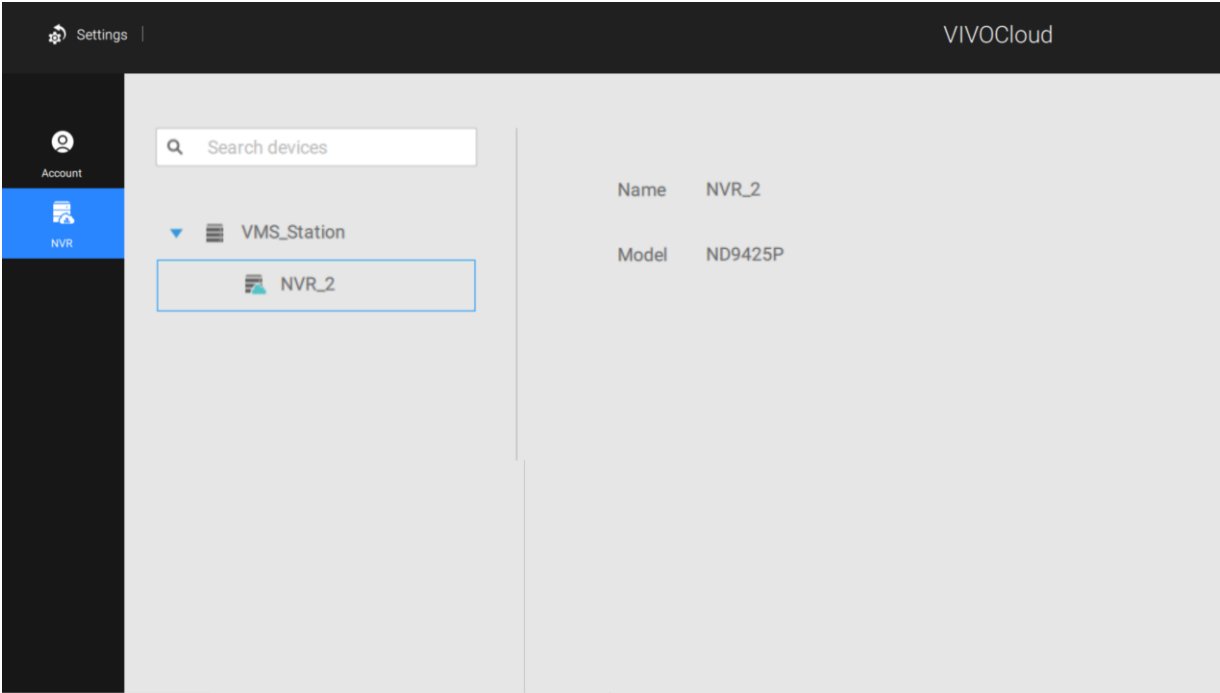 Settings
VIVOCloud
Account
NVR
Search devices
VMS_Station
NVR_2
Name NVR_2
Model ND9425P